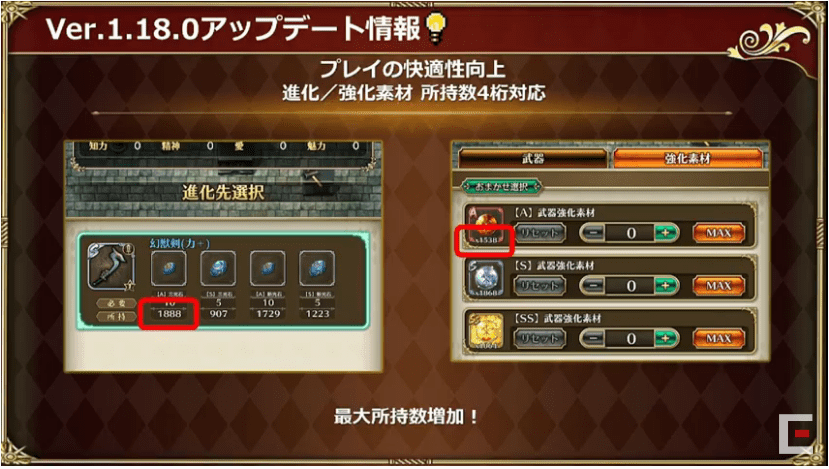 Ver.1.18.0アップデート情報
プレイの快適性向上
進化／強化素材 所持数4桁対応
知力 0 精神 0 愛 0 魅力 0
進化先選択
幻獣剣(力+)
必要 10 5 10 5
所持 1888 907 1729 1223
武器 強化素材
おまかせ選択
A 【A】武器強化素材
x1538 リセット － 0 ＋ MAX
S 【S】武器強化素材
x1868 リセット － 0 ＋ MAX
【SS】武器強化素材
リセット － 0 ＋ MAX
最大所持数増加！